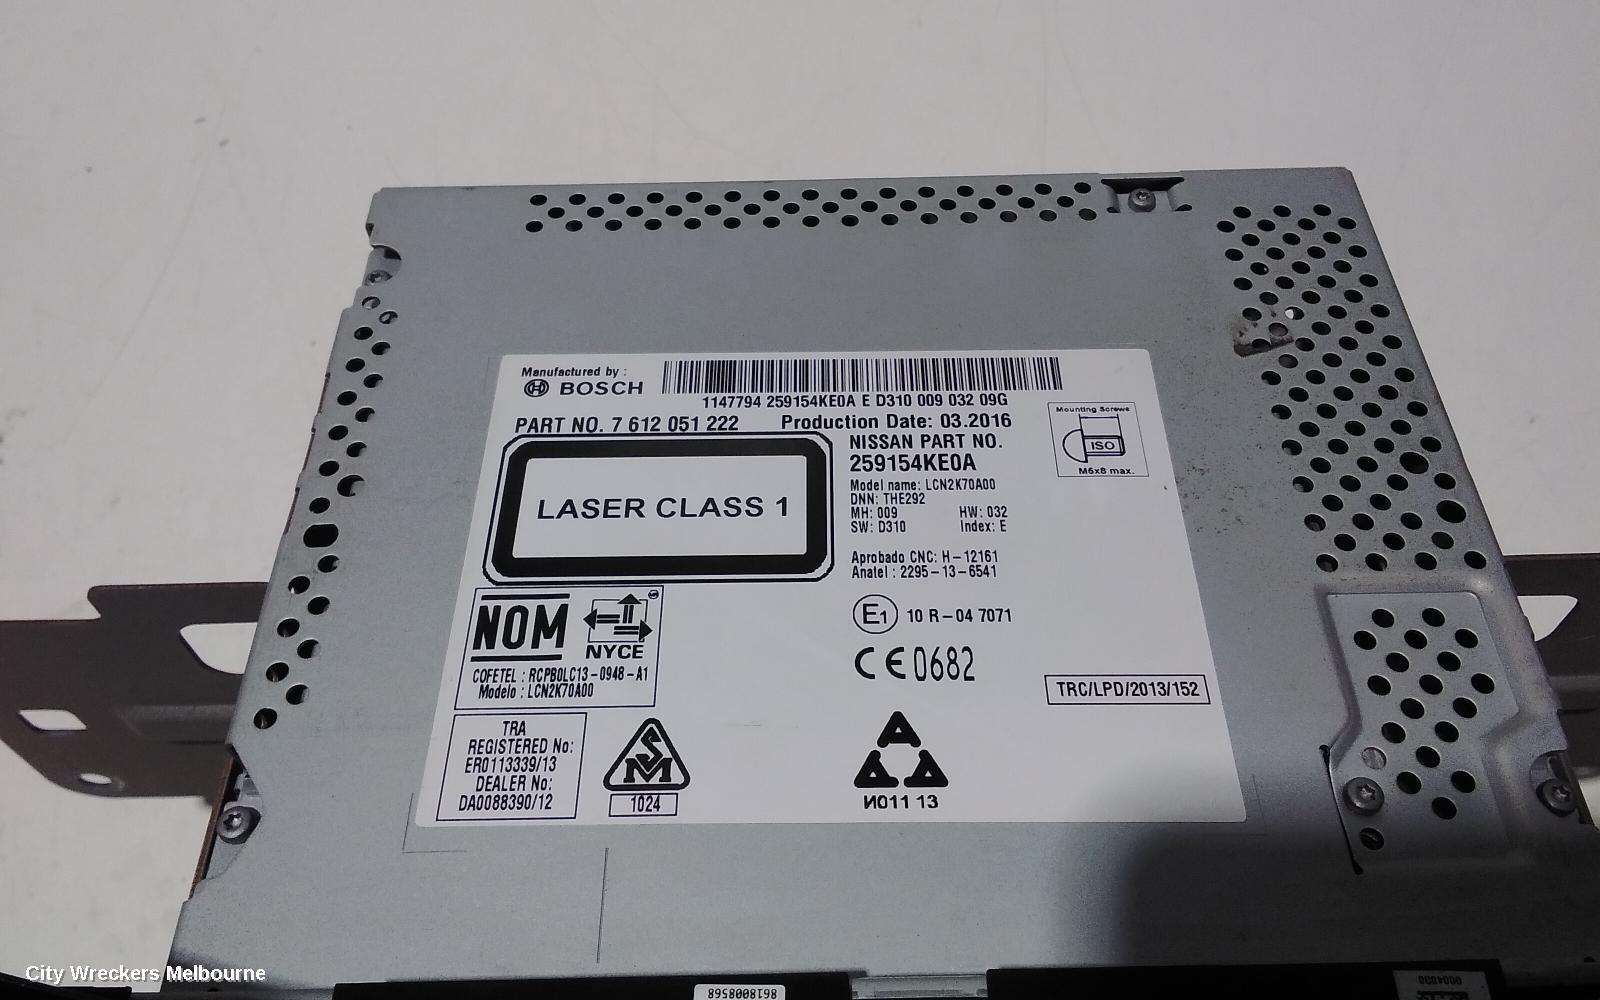 Manufactured by :
BOSCH
1147794 259154KE0A E D310 009 032 09G
PART NO. 7 612 051 222 Production Date: 03.2016
LASER CLASS 1
NISSAN PART NO.
259154KE0A
Model name: LCN2K70A00
DNN: THE292
MH: 009 HW: 032
SW: D310 Index: E
Mounting Screws
ISO
M5x8 max.
Aprobado CNC: H-12161
Anatel : 2295-13-6541
E1 10 R-04 7071
CE0682
NOM
NYCE
COFETEL : RCPBOLC13-0948-A1
Modelo : LCN2K70A00
TRC/LPD/2013/152
TRA
REGISTERED No:
ER0113339/13
DEALER No:
DA0088390/12
SM
1024
И011 13
City Wreckers Melbourne
8618008568